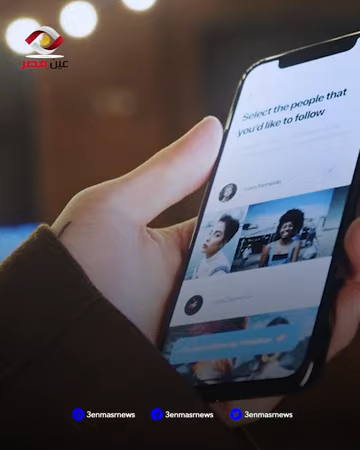 عين مصر
Select the people that
you'd like to follow
3enmasrnews 3enmasrnews 3enmasrnews